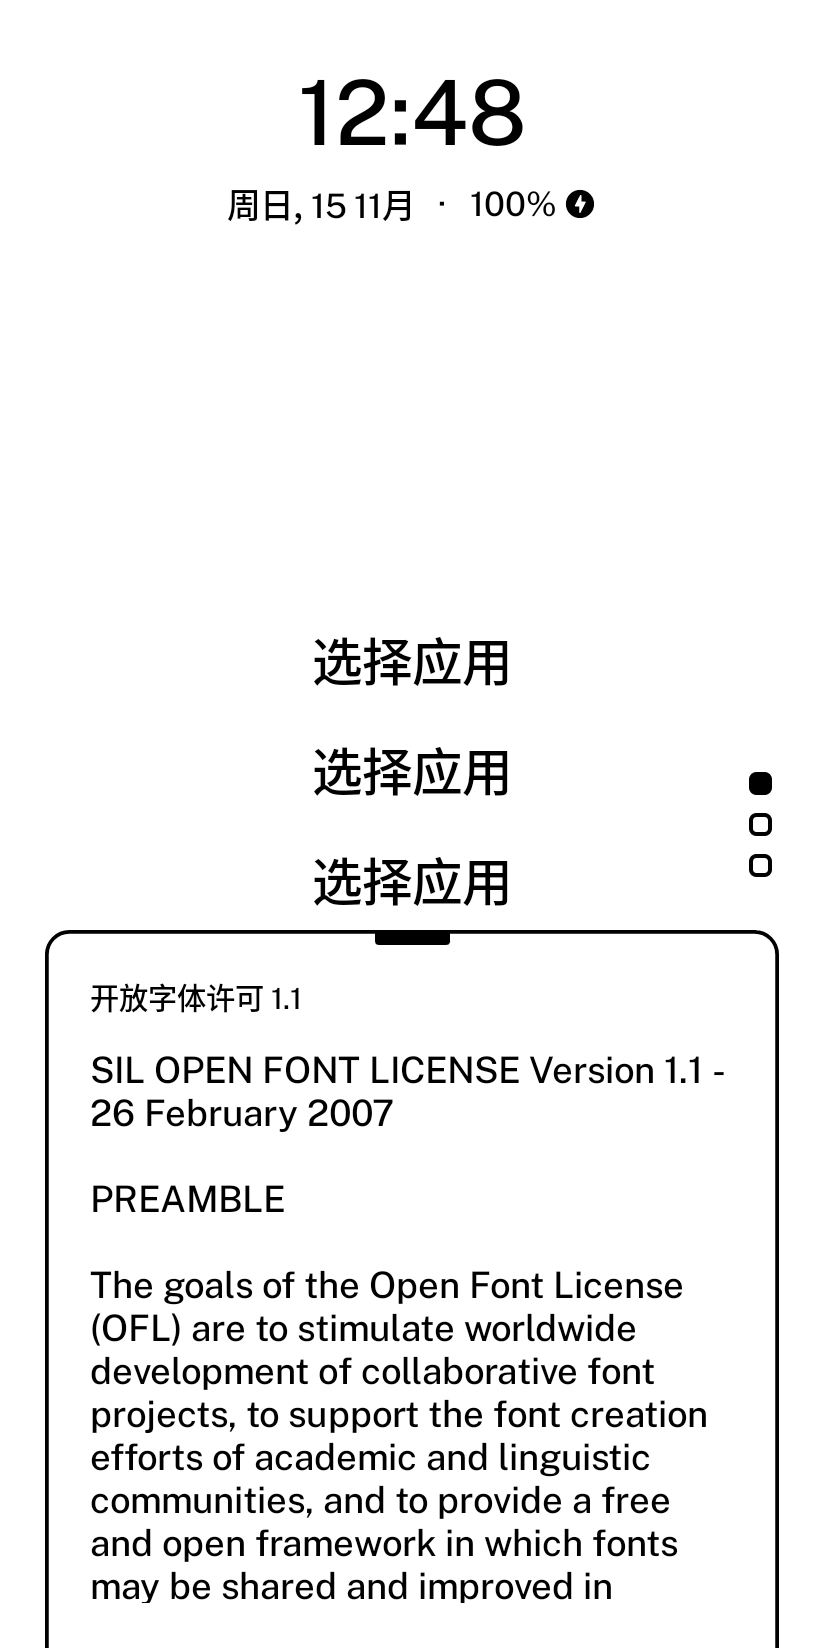 12:48
周日, 15 11月 · 100%
选择应用
选择应用
选择应用
开放字体许可 1.1
SIL OPEN FONT LICENSE Version 1.1 -
26 February 2007
PREAMBLE
The goals of the Open Font License
(OFL) are to stimulate worldwide
development of collaborative font
projects, to support the font creation
efforts of academic and linguistic
communities, and to provide a free
and open framework in which fonts
may be shared and improved in